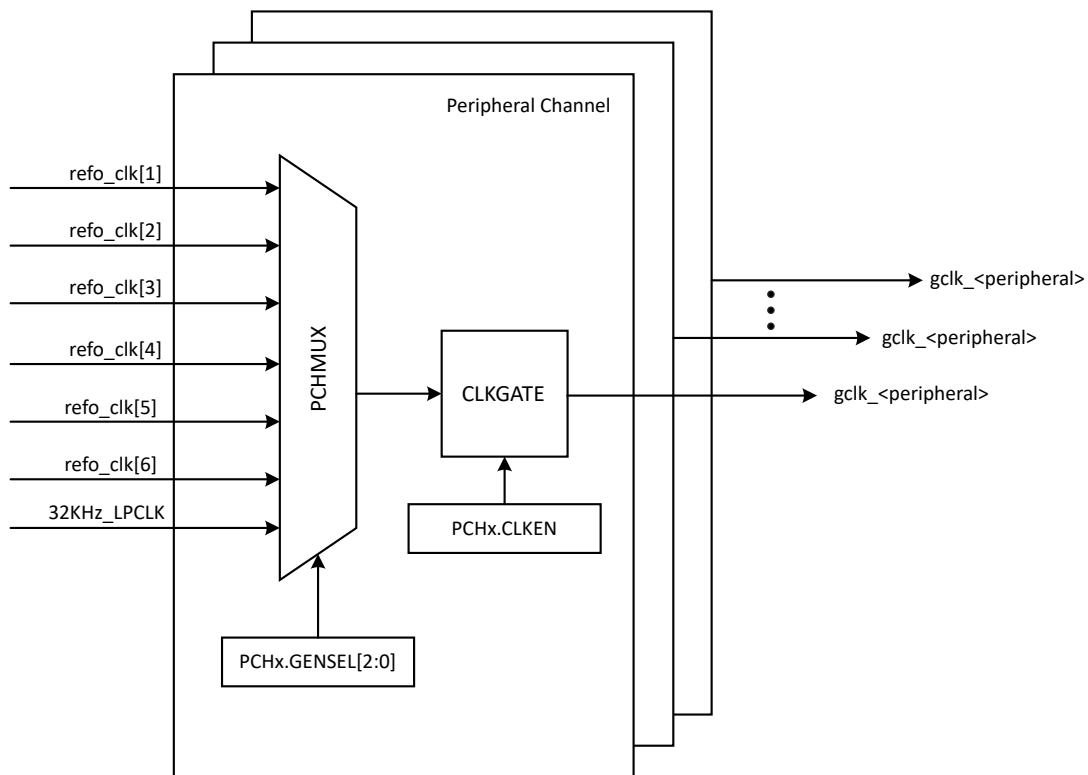 Peripheral Channel
refo_clk[1]
refo_clk[2]
refo_clk[3]
refo_clk[4]
refo_clk[5]
refo_clk[6]
32KHz_LPCLK
PCHMUX
CLKGATE
PCHx.CLKEN
PCHx.GENSEL[2:0]
gclk_<peripheral>
gclk_<peripheral>
gclk_<peripheral>